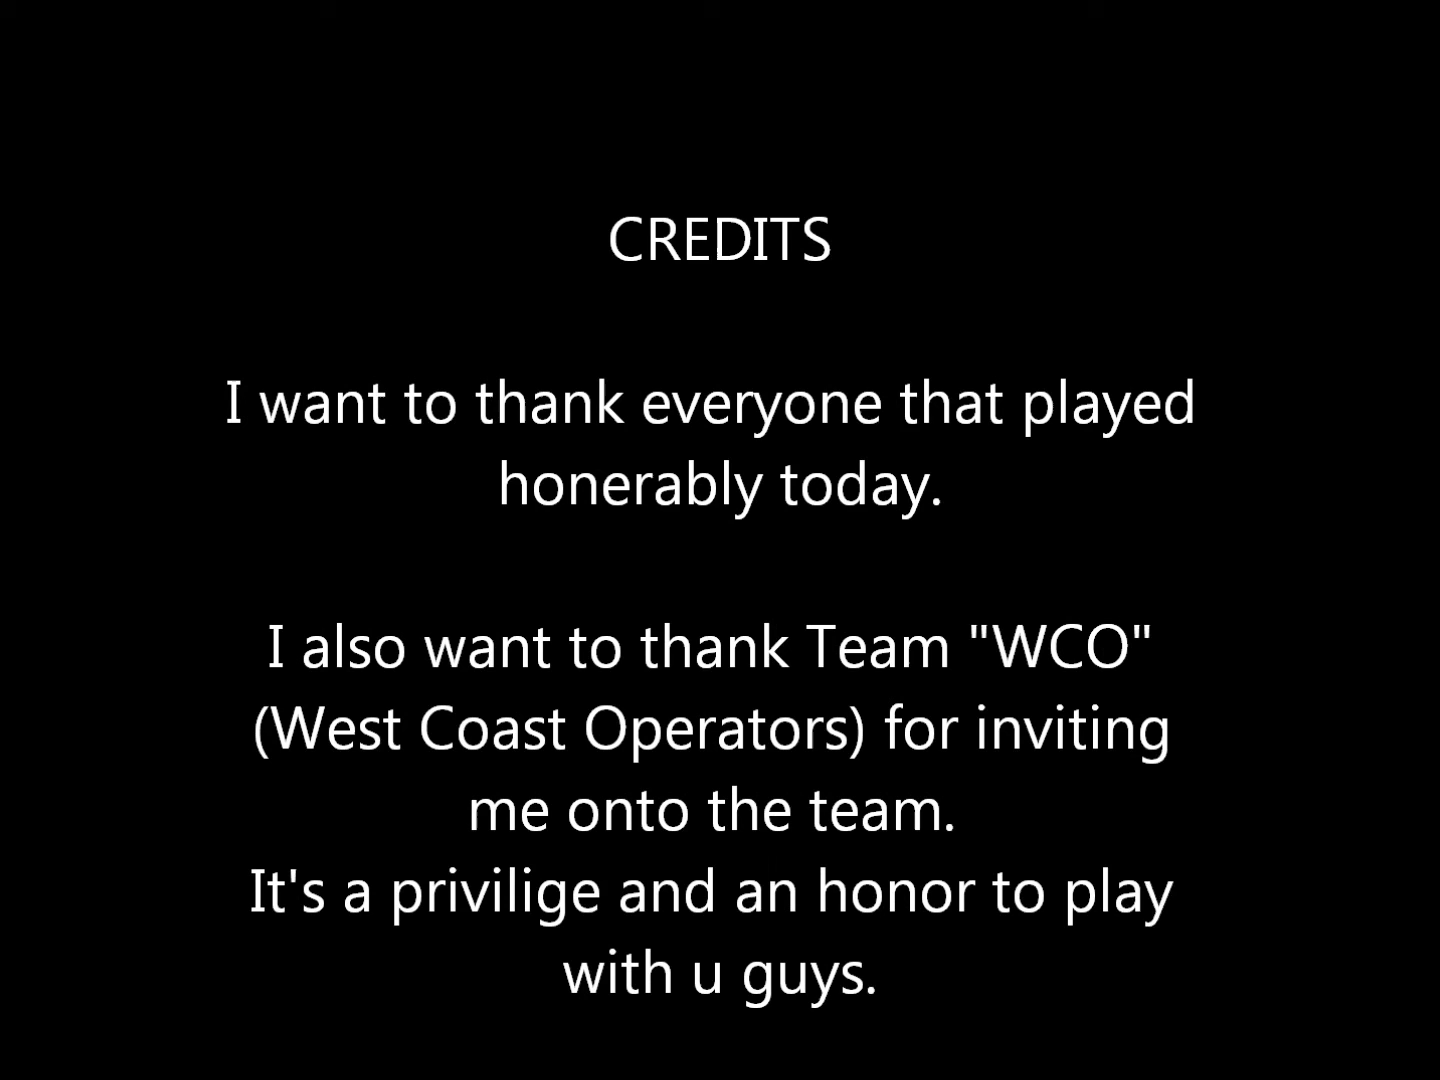 CREDITS
I want to thank everyone that played
honerably today.
I also want to thank Team "WCO"
(West Coast Operators) for inviting
me onto the team.
It's a privilige and an honor to play
with u guys.